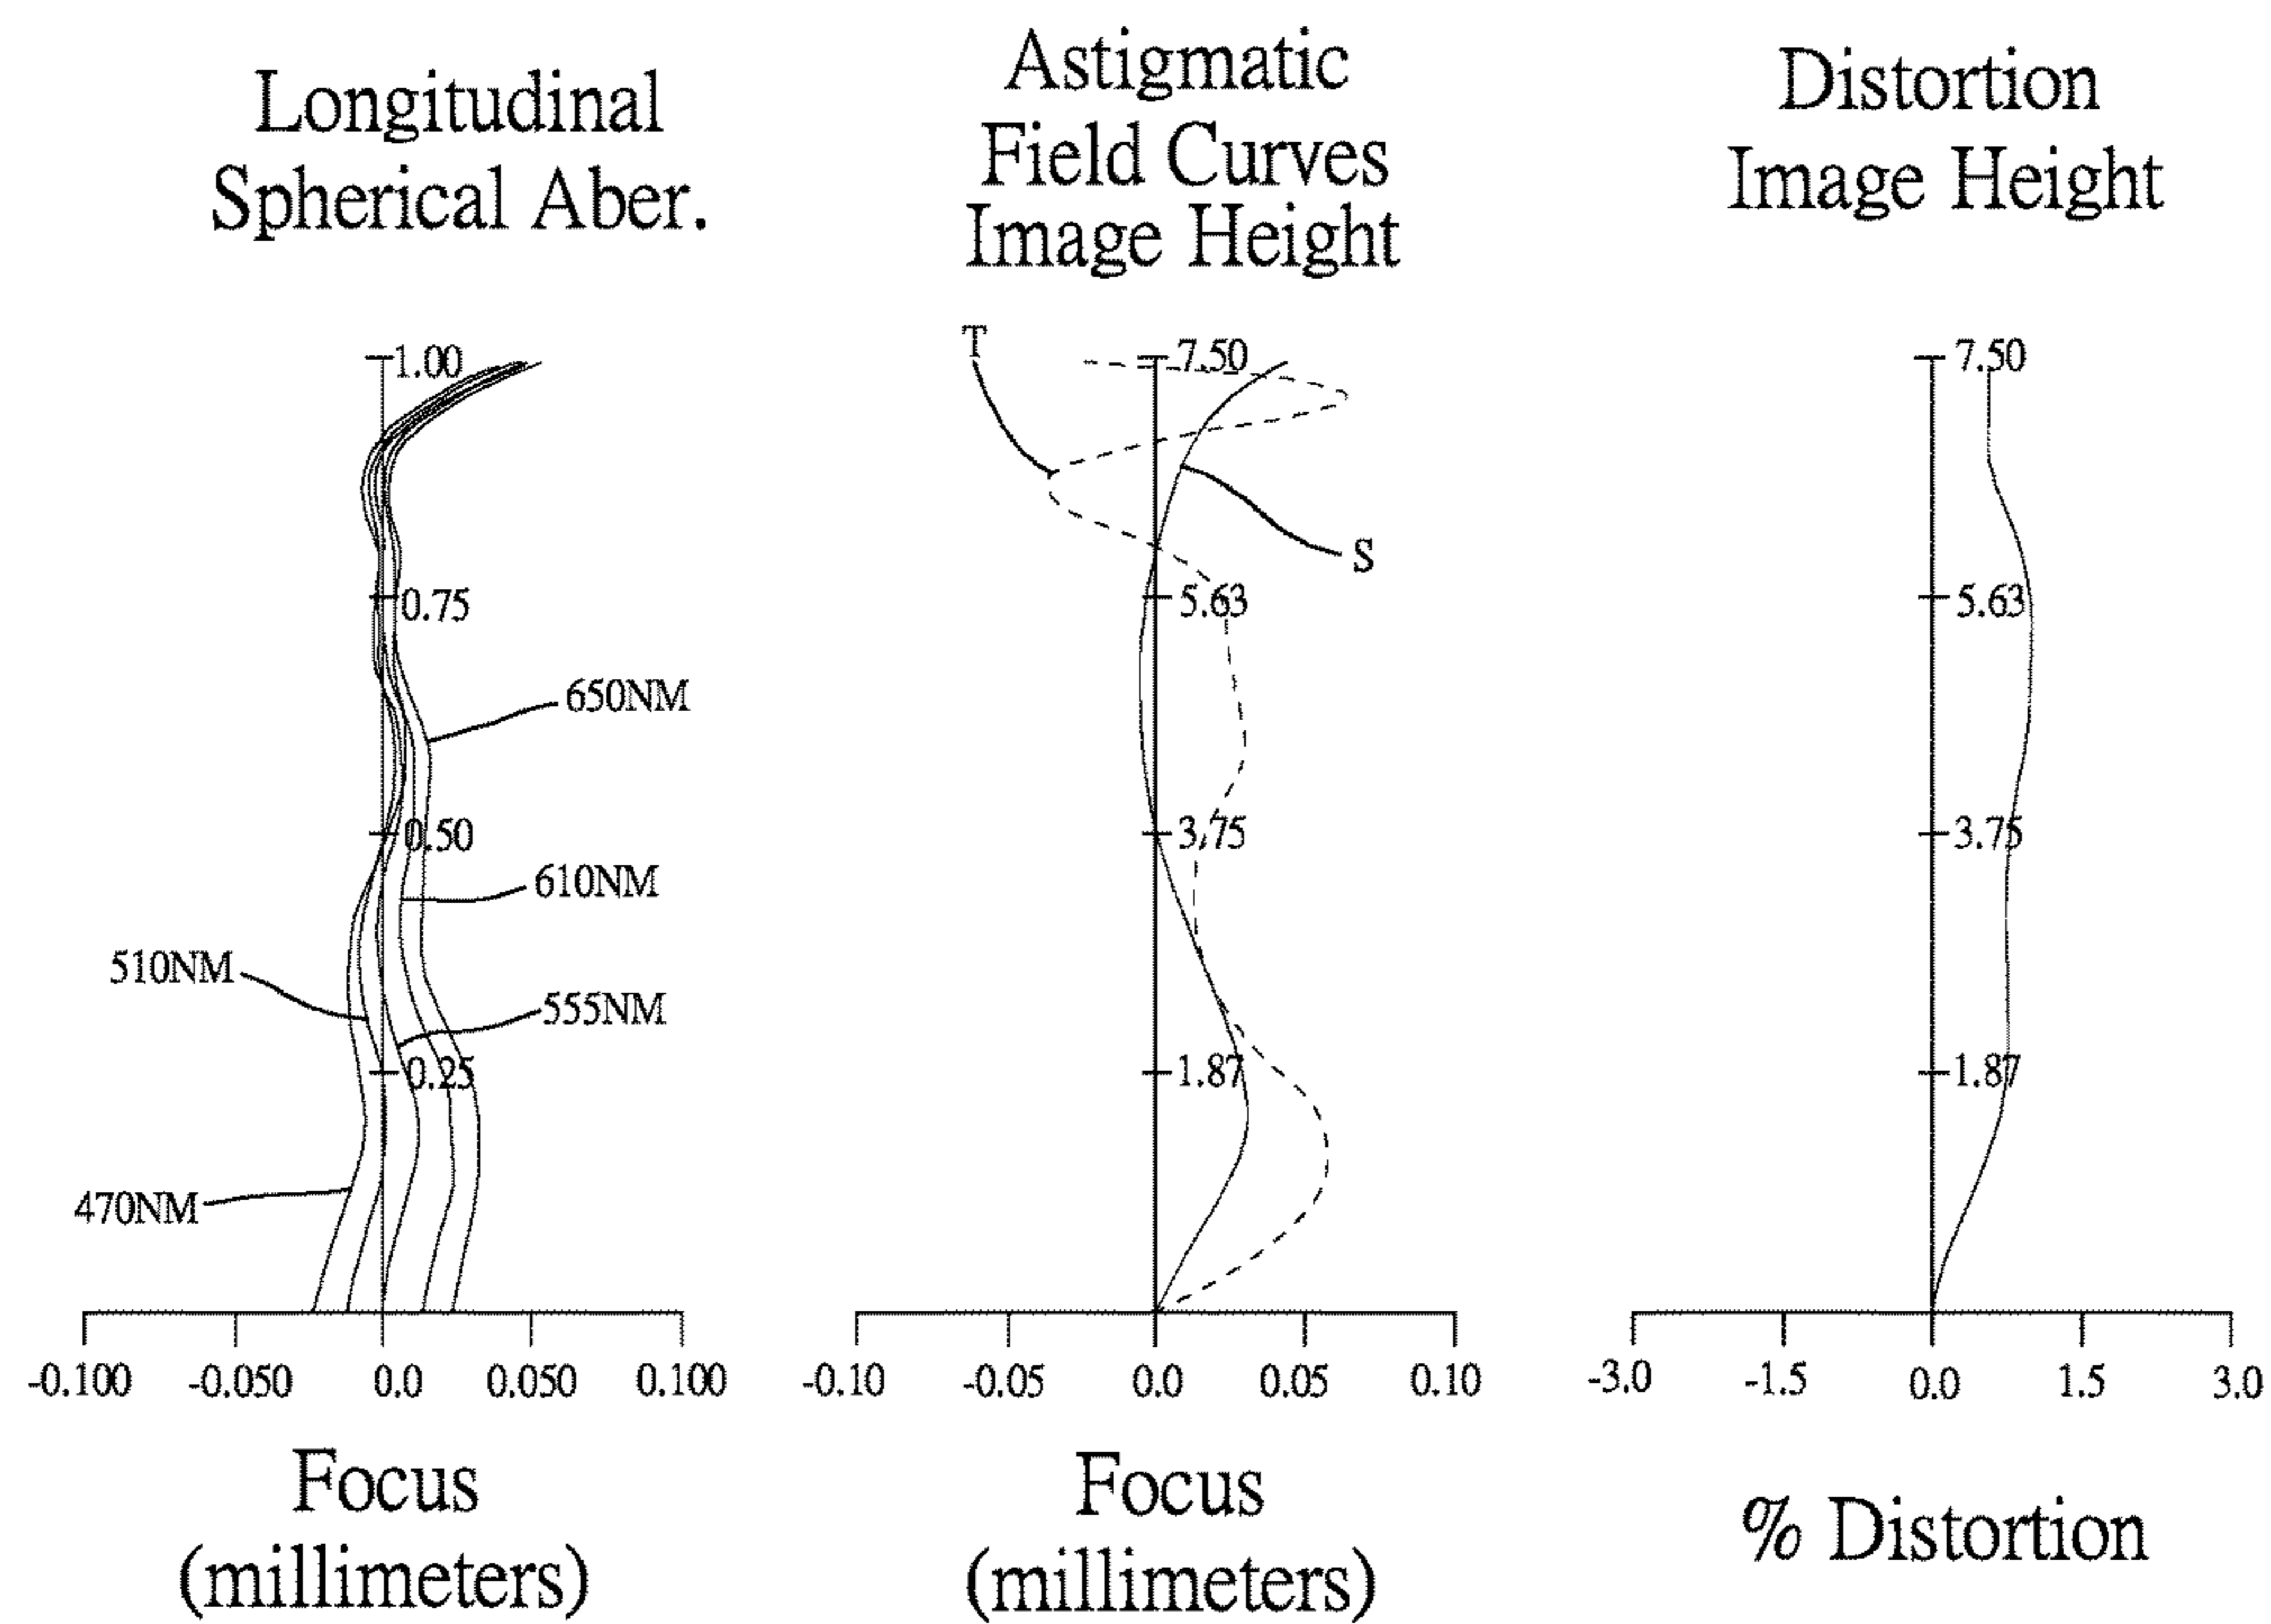 Longitudinal
Spherical Aber.
1.00
0.75
650NM
0.50
610NM
510NM
555NM
0.25
470NM
-0.100 -0.050 0.0 0.050 0.100
Focus
(millimeters)
Astigmatic
Field Curves
Image Height
T
7.50
S
5.63
3.75
1.87
-0.10 -0.05 0.0 0.05 0.10
Focus
(millimeters)
Distortion
Image Height
7.50
5.63
3.75
1.87
-3.0 -1.5 0.0 1.5 3.0
% Distortion